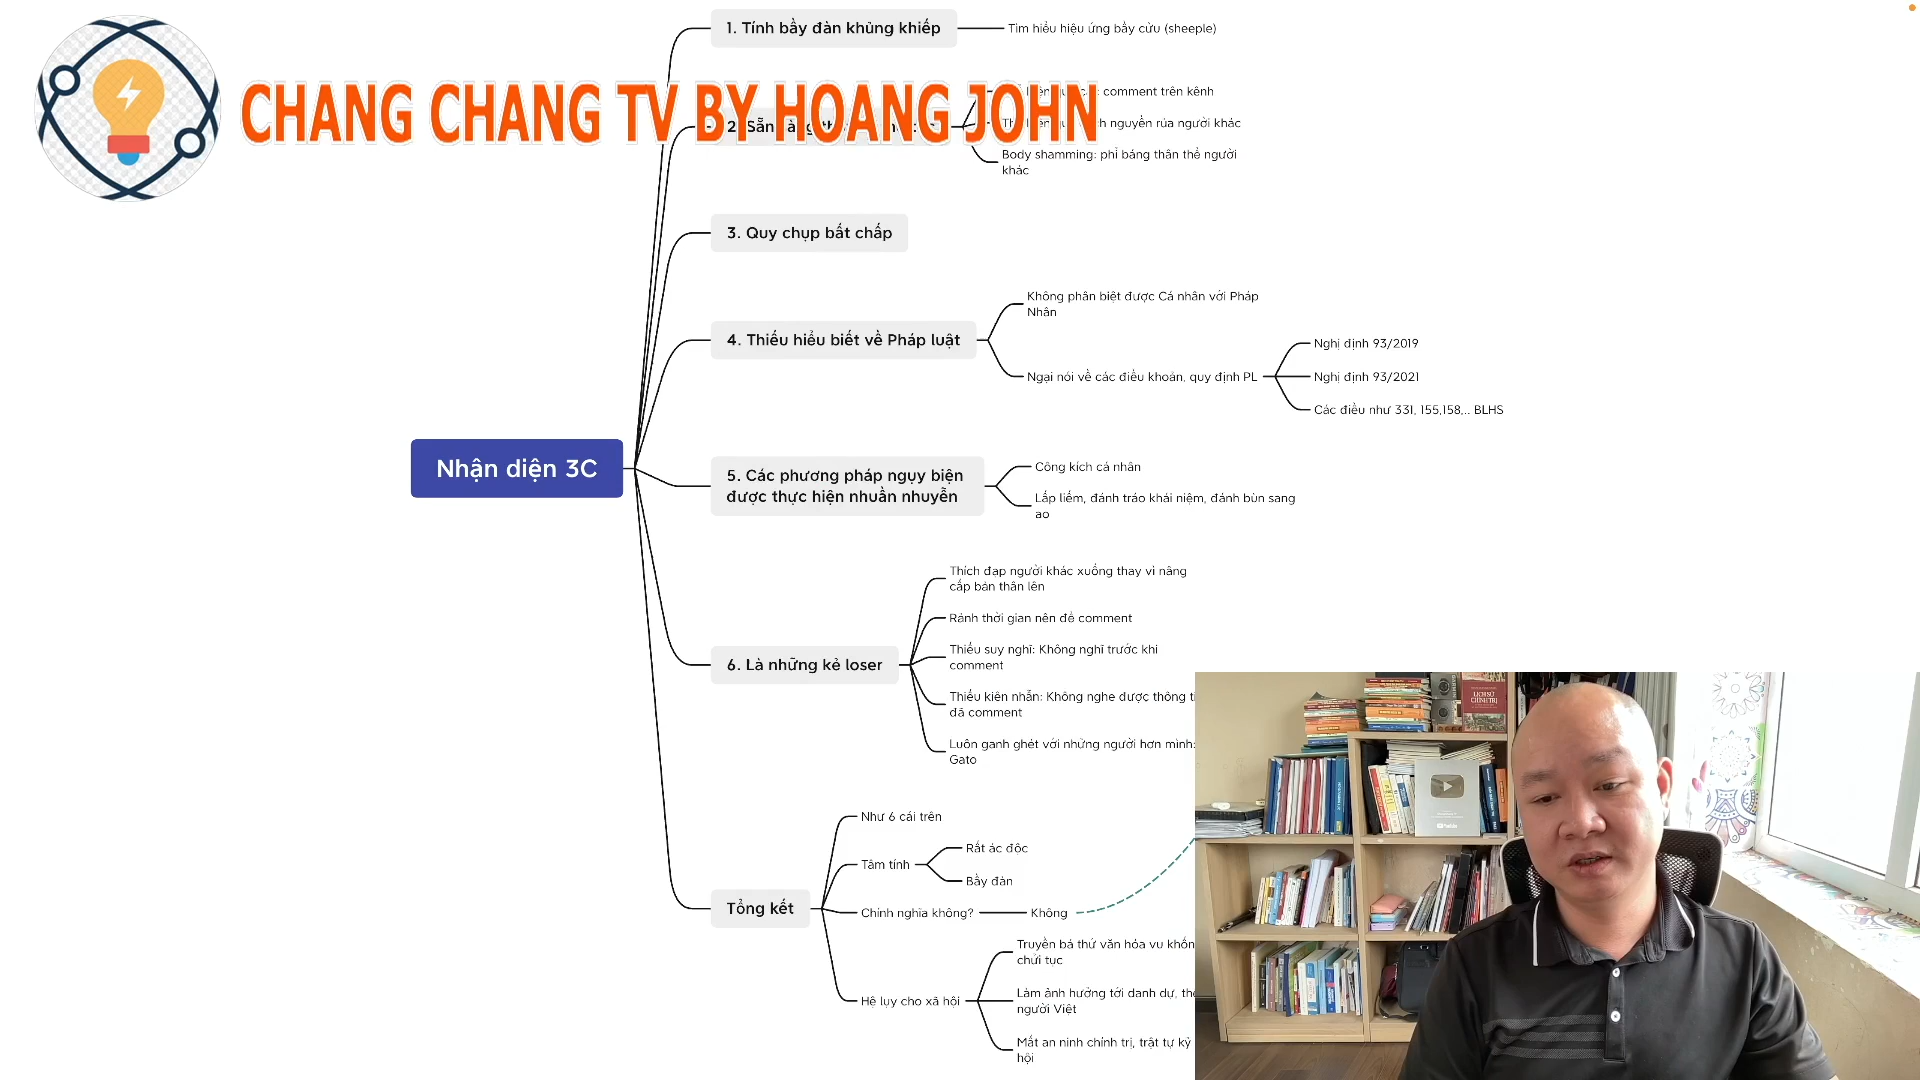 1. Tính bầy đàn khủng khiếp
Tìm hiểu hiệu ứng bầy cừu (sheeple)
CHANG CHANG TV BY HOANG JOHN
comment trên kênh
nguyền rủa người khác
Body shamming: phỉ báng thân thể người
khác
3. Quy chụp bất chấp
4. Thiếu hiểu biết về Pháp luật
Không phân biệt được Cá nhân với Pháp
Nhân
Ngại nói về các điều khoản, quy định PL
Nghị định 93/2019
Nghị định 93/2021
Các điều như 331, 155,158,.. BLHS
Nhận diện 3C
5. Các phương pháp ngụy biện
được thực hiện nhuần nhuyễn
Công kích cá nhân
Lấp liếm, đánh tráo khái niệm, đánh bùn sang
ao
6. Là những kẻ loser
Thích đạp người khác xuống thay vì nâng
cấp bản thân lên
Rảnh thời gian nên để comment
Thiếu suy nghĩ: Không nghĩ trước khi
comment
Thiếu kiên nhẫn: Không nghe được thông
đã comment
Luôn ganh ghét với những người hơn mình:
Gato
LỊCH SỬ
CHÍNH TRỊ
YouTube
Tổng kết
Như 6 cái trên
Tâm tính
Rất ác độc
Bầy đàn
Chính nghĩa không?
Không
Hệ lụy cho xã hội
Truyền bá thứ văn hóa vu khốn
chửi tục
Làm ảnh hưởng tới danh dự,
người Việt
Mất an ninh chính trị, trật tự kỷ
hội